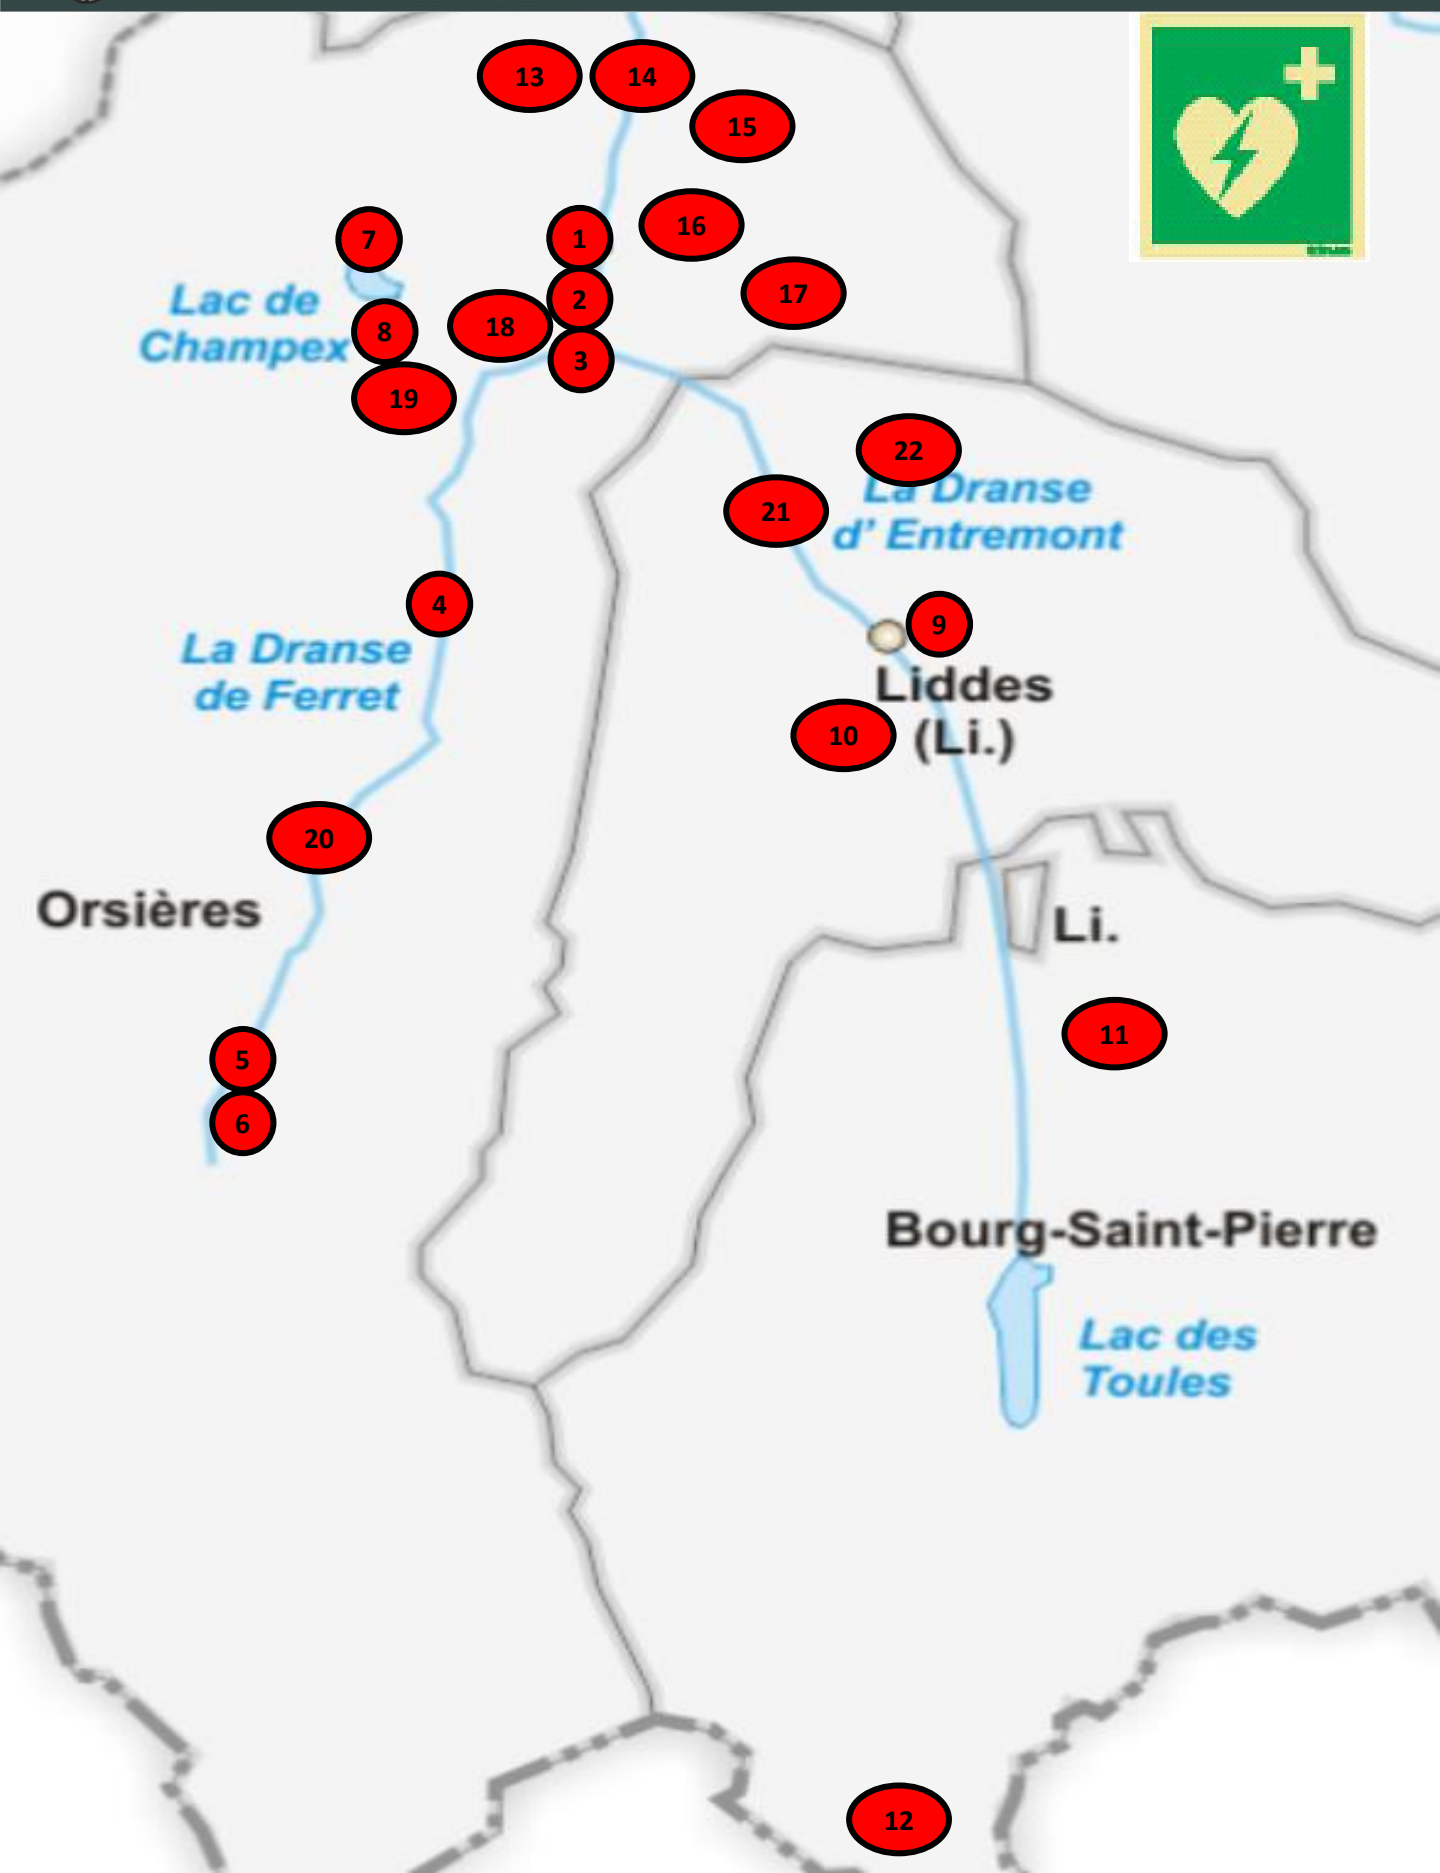 13
14
15
7
1
16
Lac de
Champex
2
17
8
18
3
19
22
La Dranse
d' Entremont
21
4
9
La Dranse
de Ferret
Liddes
(Li.)
10
20
Orsières
Li.
11
5
6
Bourg-Saint-Pierre
Lac des
Toules
12